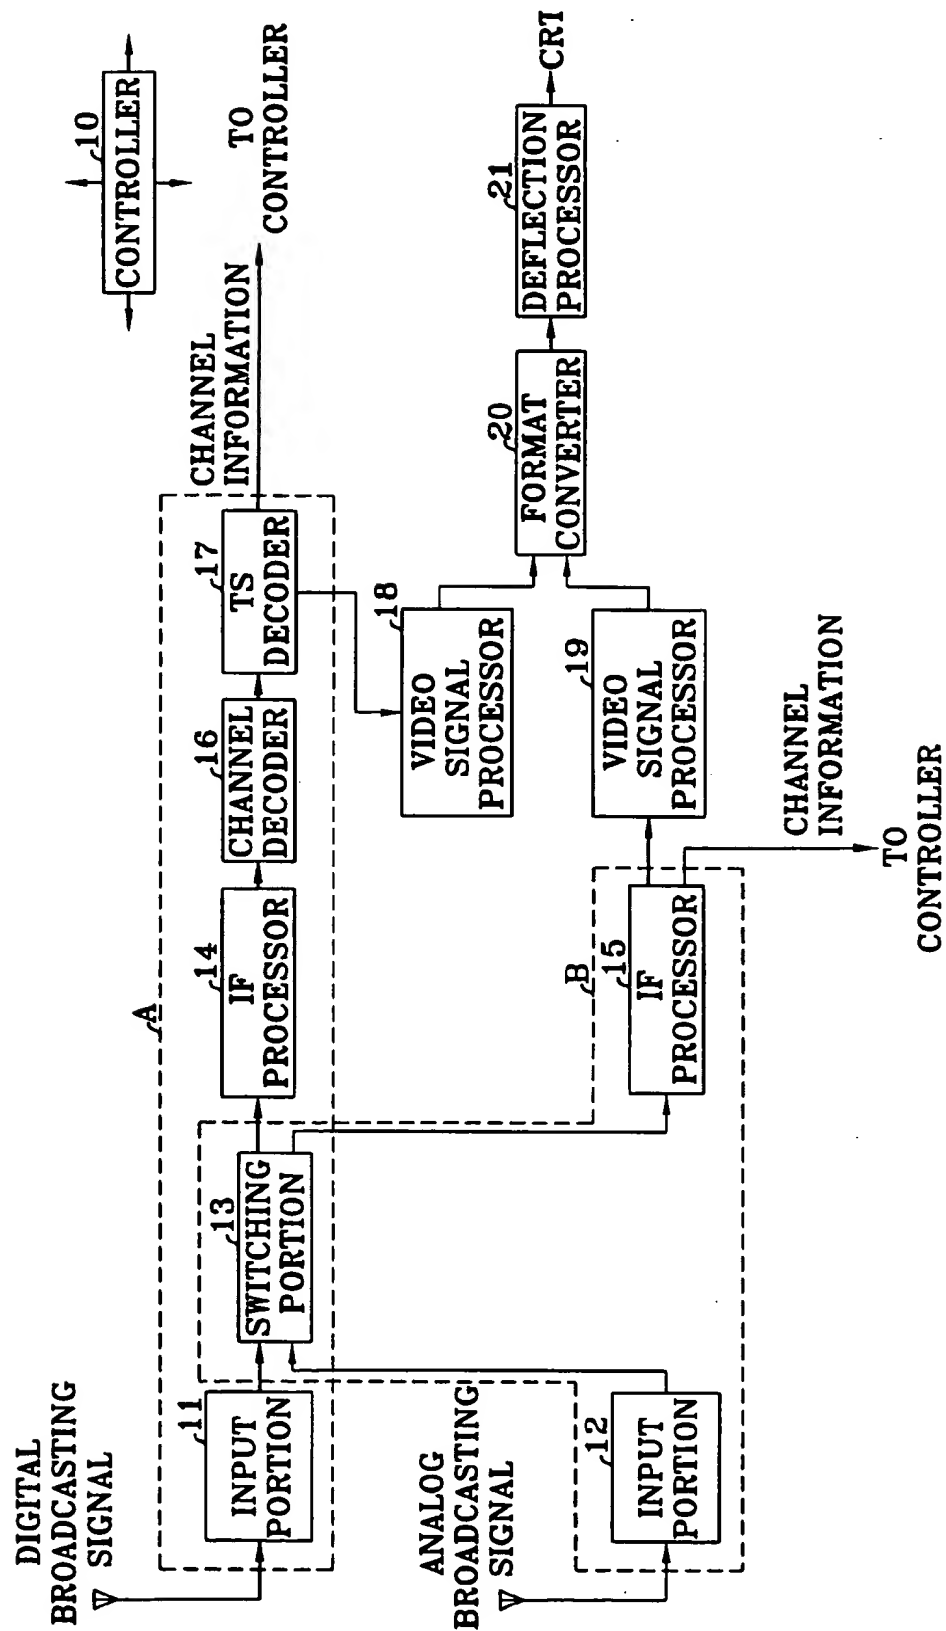 10
CONTROLLER
DIGITAL
BROADCASTING
SIGNAL
A
11
INPUT
PORTION
13
SWITCHING
PORTION
14
IF
PROCESSOR
16
CHANNEL
DECODER
17
TS
DECODER
CHANNEL
INFORMATION
TO
CONTROLLER
18
VIDEO
SIGNAL
PROCESSOR
ANALOG
BROADCASTING
SIGNAL
B
12
INPUT
PORTION
15
IF
PROCESSOR
19
VIDEO
SIGNAL
PROCESSOR
20
FORMAT
CONVERTER
21
DEFLECTION
PROCESSOR
CRT
CHANNEL
INFORMATION
TO
CONTROLLER